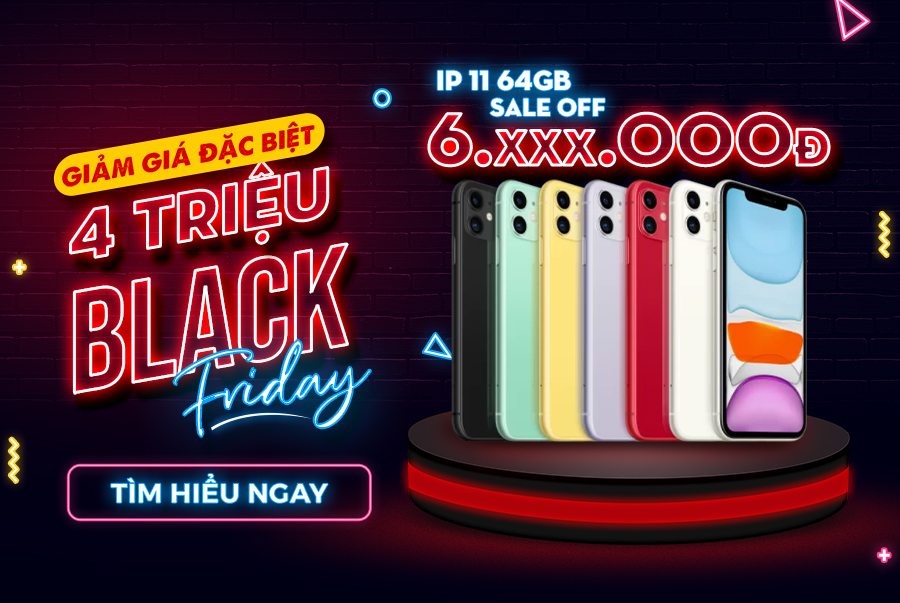 GIẢM GIÁ ĐẶC BIỆT
4 TRIỆU
BLACK
Friday
TÌM HIỂU NGAY
IP 11 64GB
SALE OFF
6.xxx.000Đ